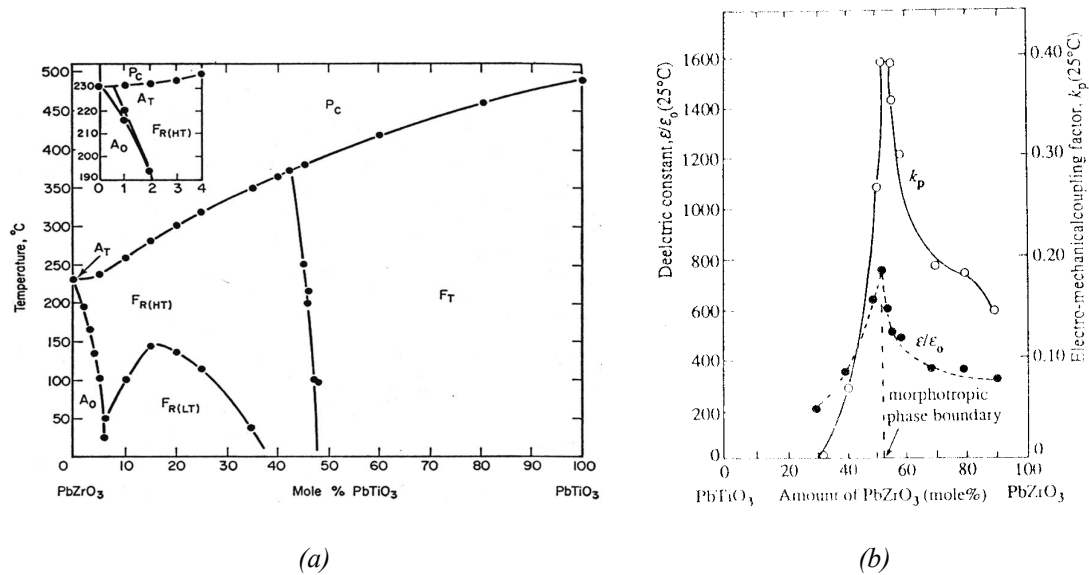 Temperature, °C
500
450
400
350
300
250
200
150
100
50
0
230
220
210
200
190
0 1 2 3 4
P_C
A_T
F_R(HT)
A_O
P_C
A_T
F_R(HT)
F_T
A_O
F_R(LT)
0 10 20 30 40 50 60 70 80 90 100
PbZrO₃ Mole % PbTiO₃ PbTiO₃
(a)
Deelctric constant, ε/ε₀(25°C)
1600
1400
1200
1000
800
600
400
200
0
k_p
ε/ε₀
morphotropic
phase boundary
0.40
0.30
0.20
0.10
0
Electro-mechanicalcoupling factor, k_p(25°C)
0 20 40 60 80 100
PbTiO₃ Amount of PbZrO₃ (mole%) PbZrO₃
(b)